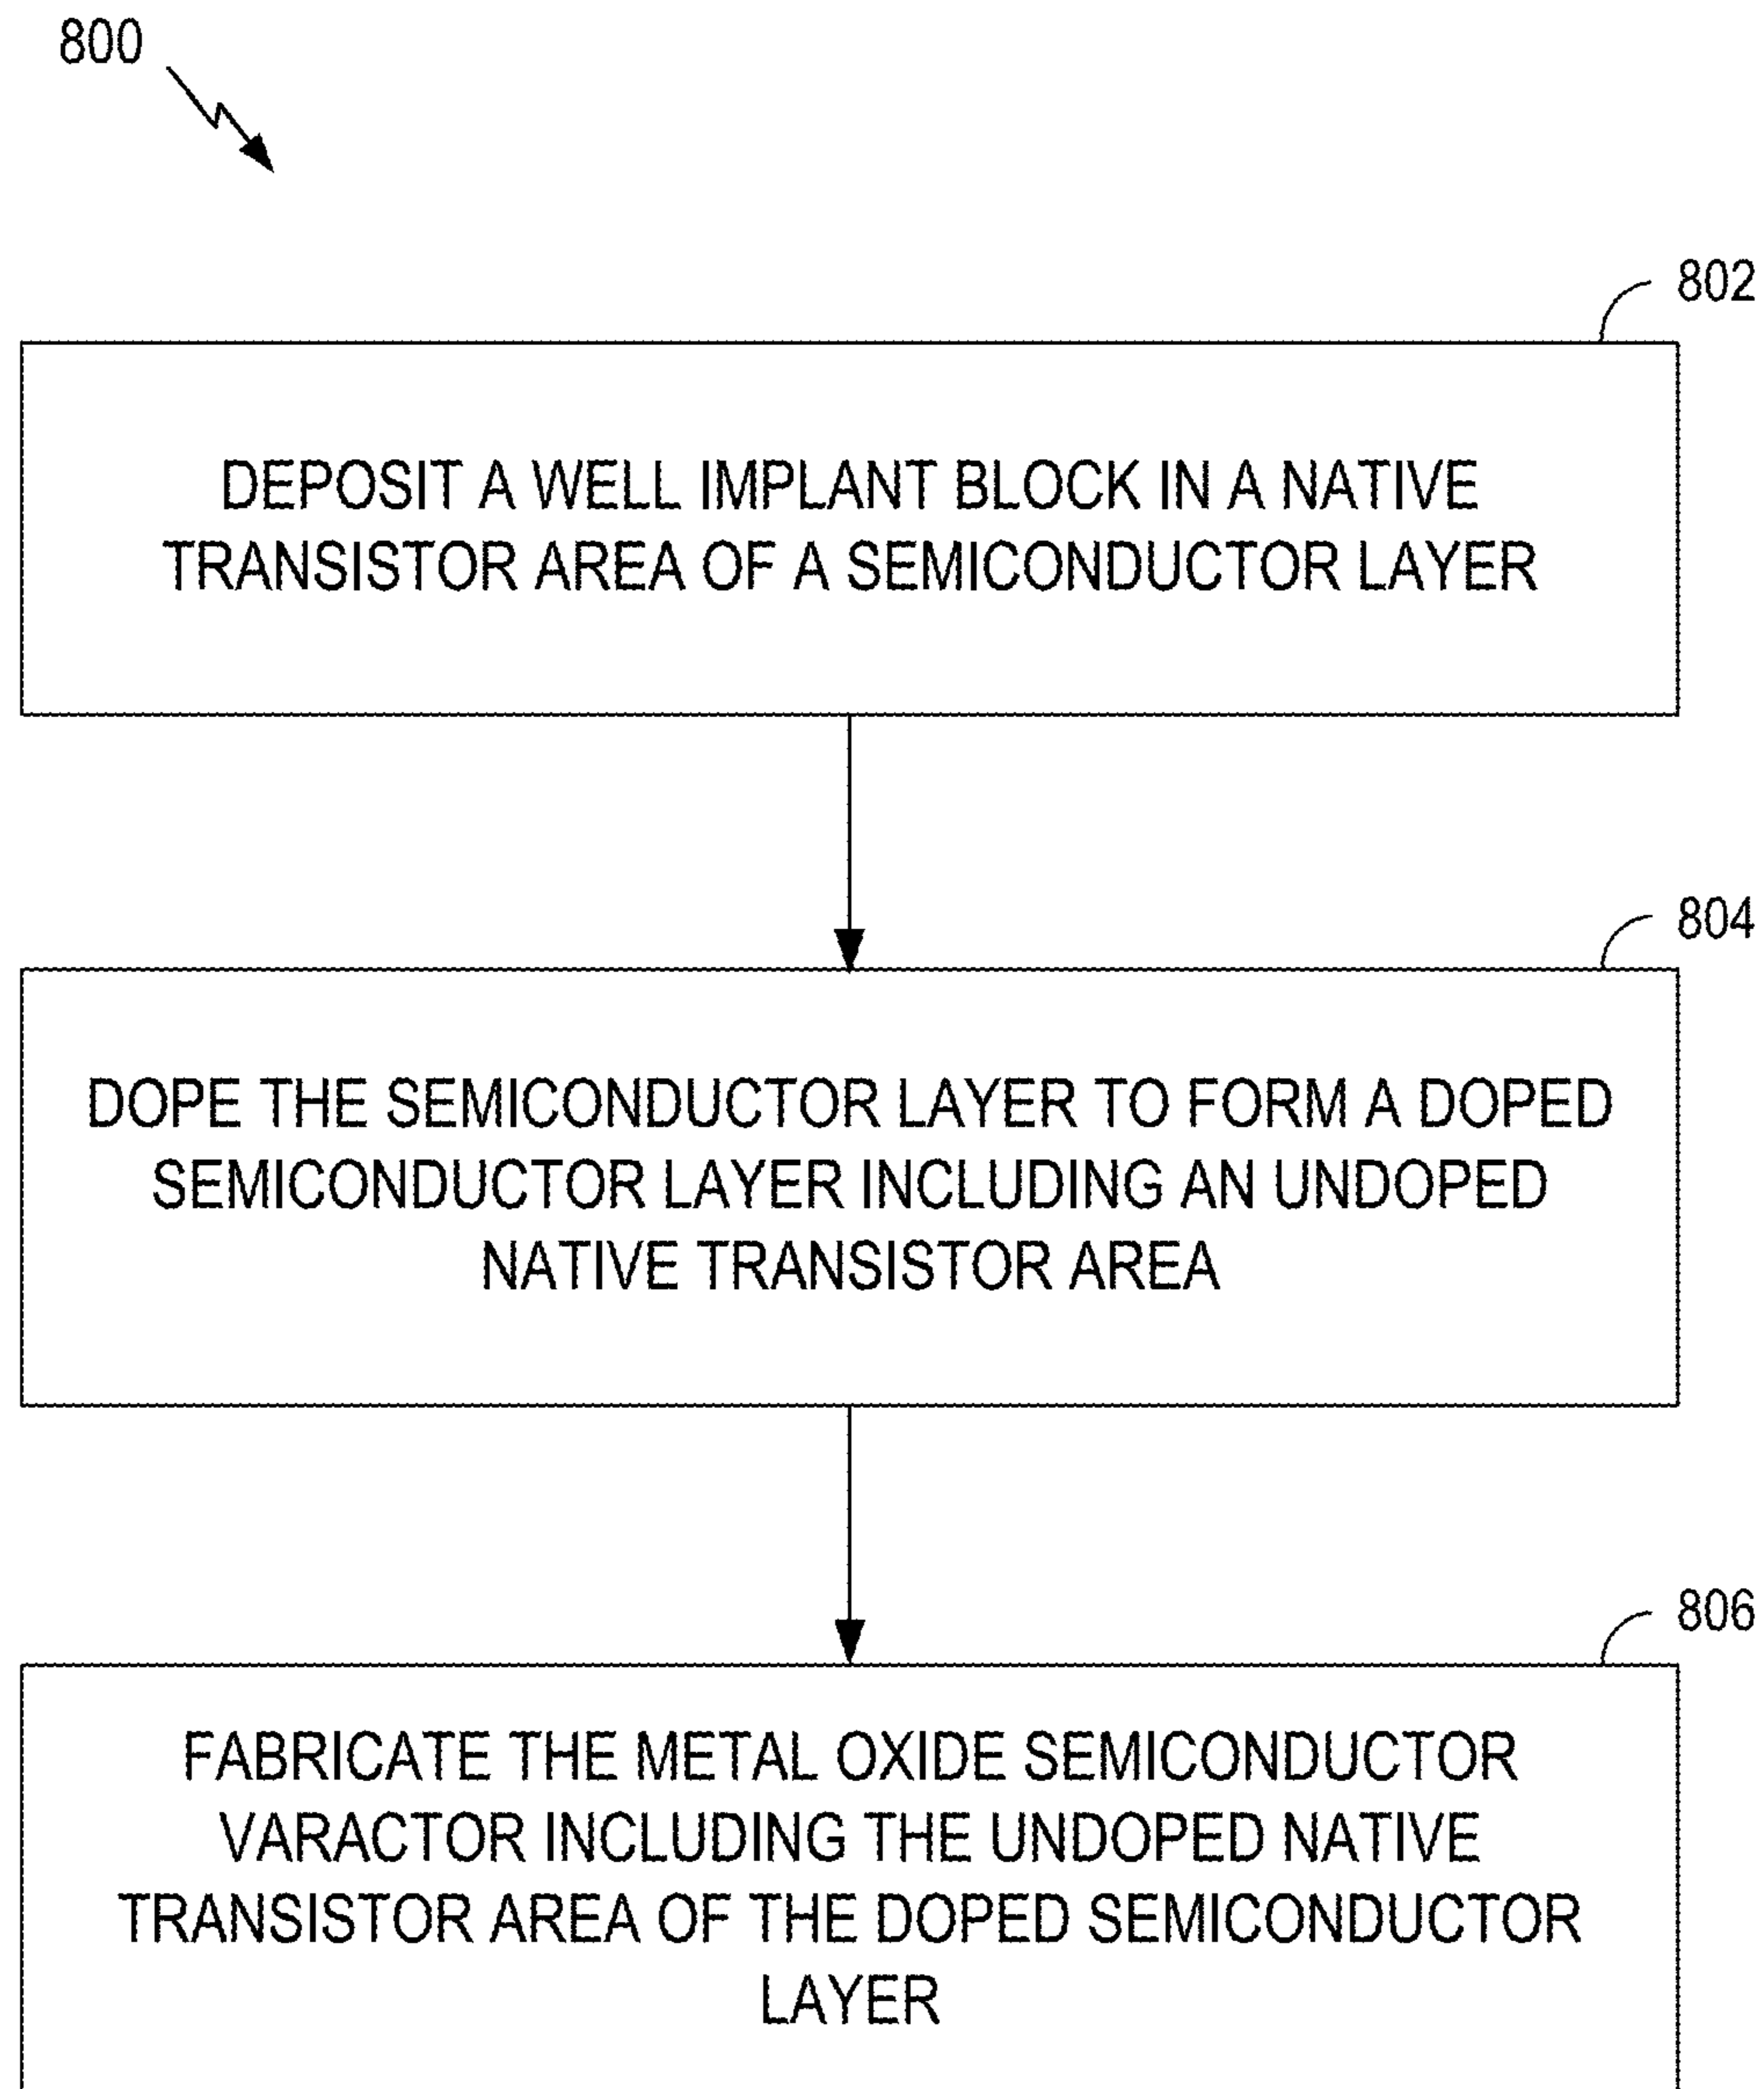 800
802
DEPOSIT A WELL IMPLANT BLOCK IN A NATIVE
TRANSISTOR AREA OF A SEMICONDUCTOR LAYER
804
DOPE THE SEMICONDUCTOR LAYER TO FORM A DOPED
SEMICONDUCTOR LAYER INCLUDING AN UNDOPED
NATIVE TRANSISTOR AREA
806
FABRICATE THE METAL OXIDE SEMICONDUCTOR
VARACTOR INCLUDING THE UNDOPED NATIVE
TRANSISTOR AREA OF THE DOPED SEMICONDUCTOR
LAYER